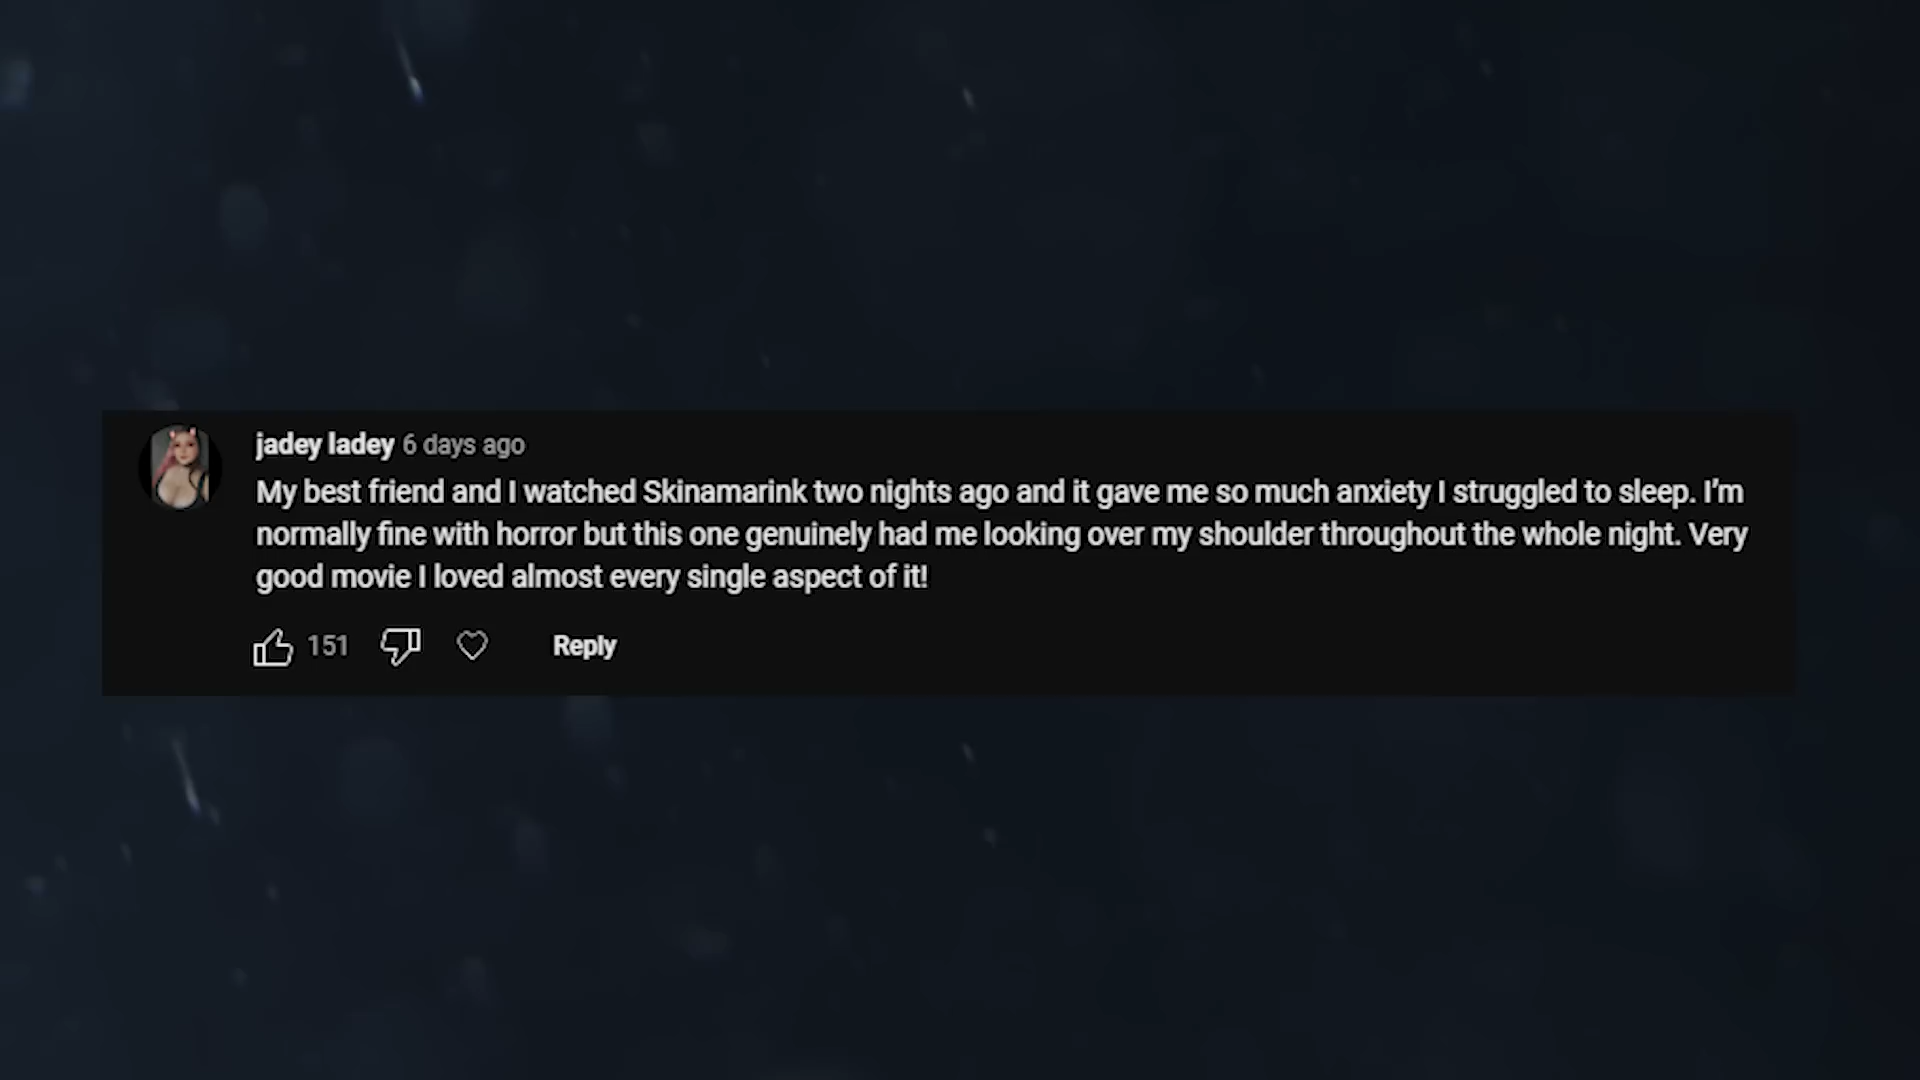 jadey ladey 6 days ago
My best friend and I watched Skinamarink two nights ago and it gave me so much anxiety I struggled to sleep. I’m
normally fine with horror but this one genuinely had me looking over my shoulder throughout the whole night. Very
good movie I loved almost every single aspect of it!
151 Reply